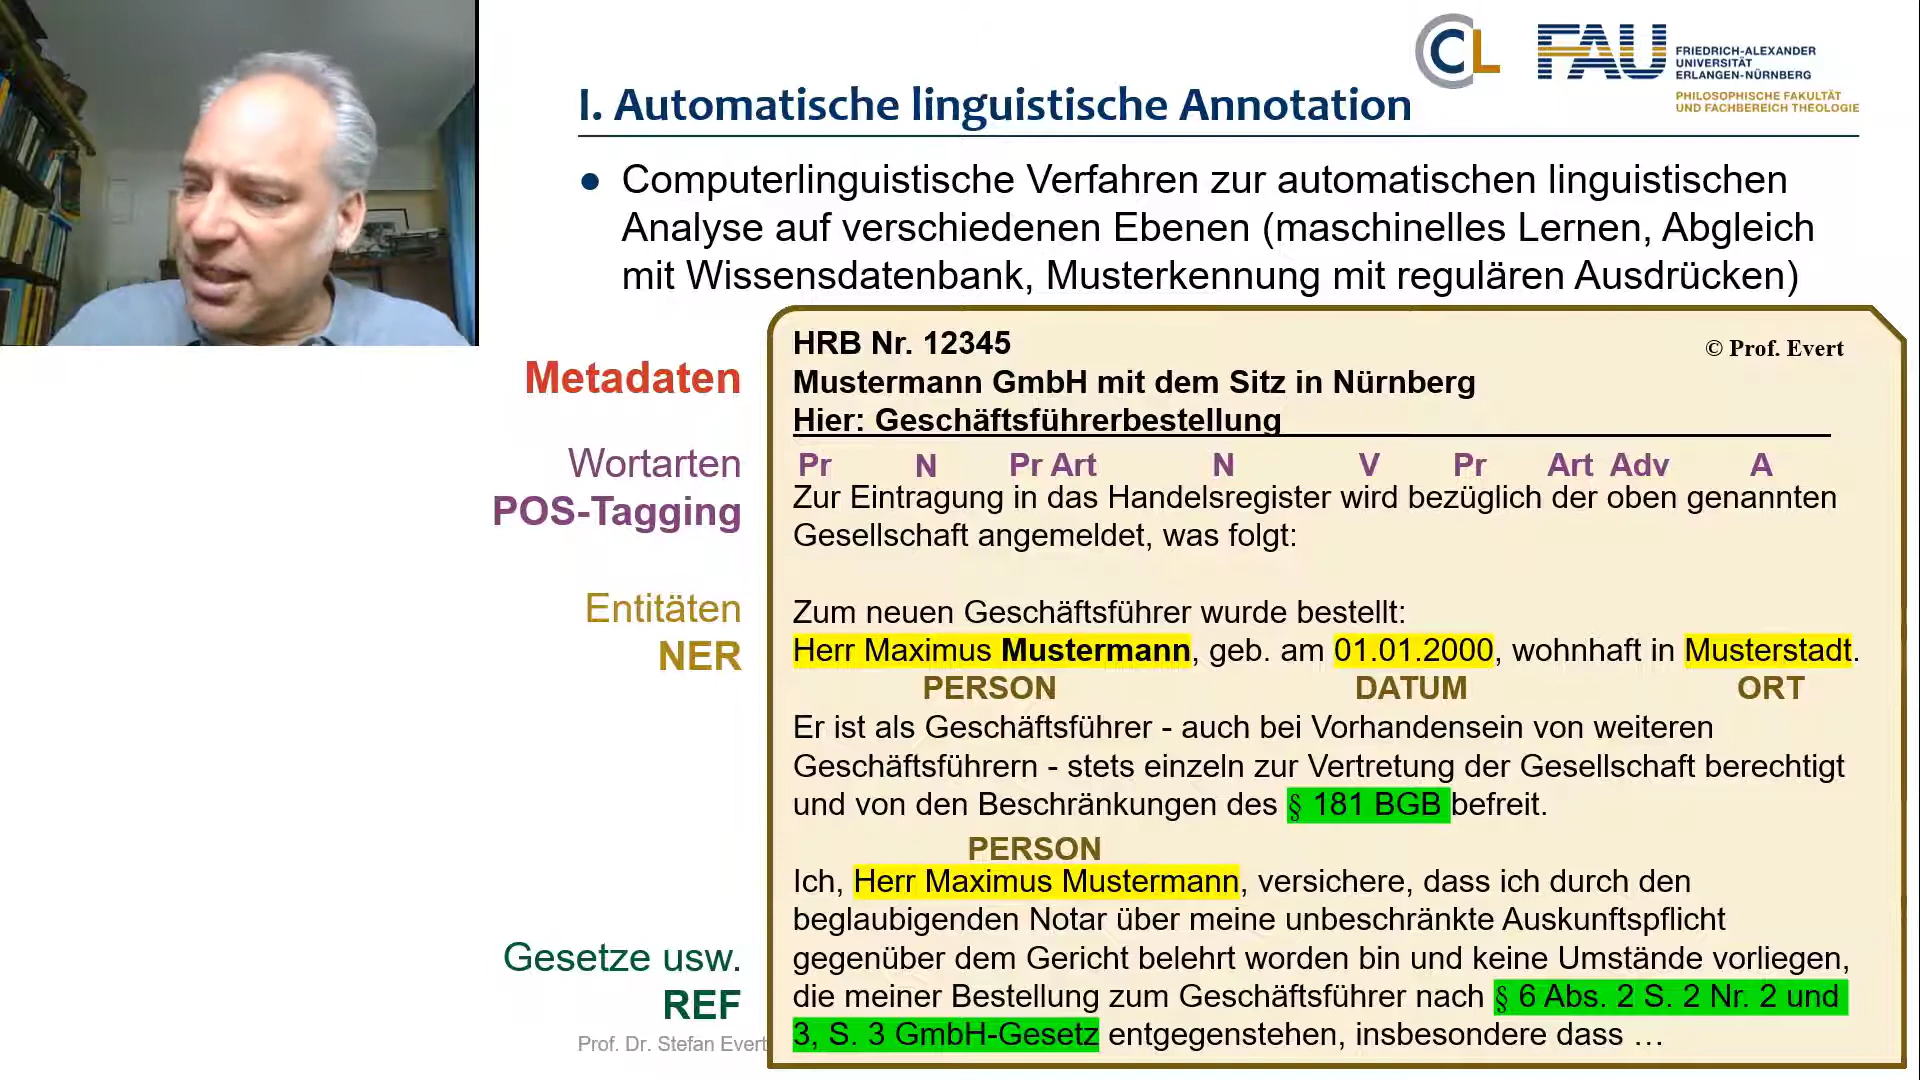 CL
FAU
FRIEDRICH-ALEXANDER
UNIVERSITÄT
ERLANGEN-NÜRNBERG
PHILOSOPHISCHE FAKULTÄT
UND FACHBEREICH THEOLOGIE
I. Automatische linguistische Annotation
● Computerlinguistische Verfahren zur automatischen linguistischen
Analyse auf verschiedenen Ebenen (maschinelles Lernen, Abgleich
mit Wissensdatenbank, Musterkennung mit regulären Ausdrücken)
HRB Nr. 12345
© Prof. Evert
Metadaten
Mustermann GmbH mit dem Sitz in Nürnberg
Hier: Geschäftsführerbestellung
Wortarten
Pr N Pr Art N V Pr Art Adv A
POS-Tagging
Zur Eintragung in das Handelsregister wird bezüglich der oben genannten
Gesellschaft angemeldet, was folgt:
Entitäten
NER
Zum neuen Geschäftsführer wurde bestellt:
Herr Maximus Mustermann, geb. am 01.01.2000, wohnhaft in Musterstadt.
PERSON DATUM ORT
Er ist als Geschäftsführer - auch bei Vorhandensein von weiteren
Geschäftsführern - stets einzeln zur Vertretung der Gesellschaft berechtigt
und von den Beschränkungen des § 181 BGB befreit.
PERSON
Ich, Herr Maximus Mustermann, versichere, dass ich durch den
beglaubigenden Notar über meine unbeschränkte Auskunftspflicht
gegenüber dem Gericht belehrt worden bin und keine Umstände vorliegen,
die meiner Bestellung zum Geschäftsführer nach § 6 Abs. 2 S. 2 Nr. 2 und
3, S. 3 GmbH-Gesetz entgegenstehen, insbesondere dass …
Gesetze usw.
REF
Prof. Dr. Stefan Evert